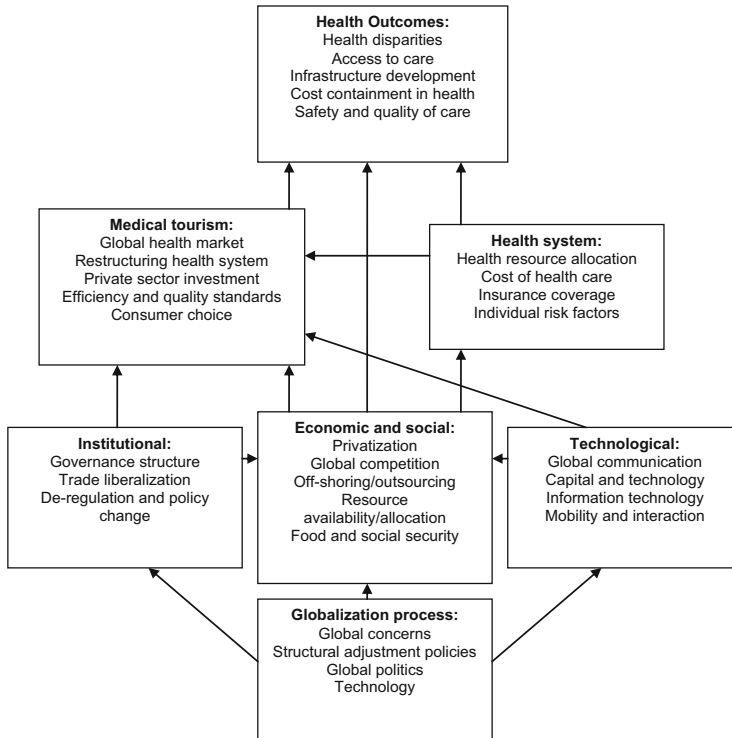 Health Outcomes:
Health disparities
Access to care
Infrastructure development
Cost containment in health
Safety and quality of care
Medical tourism:
Global health market
Restructuring health system
Private sector investment
Efficiency and quality standards
Consumer choice
Health system:
Health resource allocation
Cost of health care
Insurance coverage
Individual risk factors
Institutional:
Governance structure
Trade liberalization
De-regulation and policy
change
Economic and social:
Privatization
Global competition
Off-shoring/outsourcing
Resource
availability/allocation
Food and social security
Technological:
Global communication
Capital and technology
Information technology
Mobility and interaction
Globalization process:
Global concerns
Structural adjustment policies
Global politics
Technology